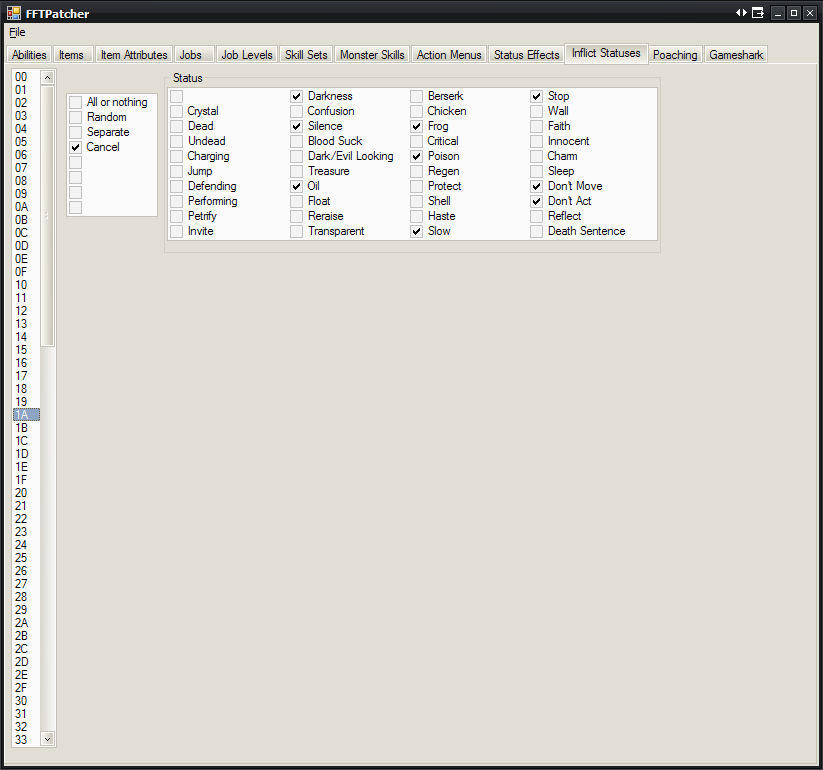 FFTPatcher
File
Abilities Items Item Attributes Jobs Job Levels Skill Sets Monster Skills Action Menus Status Effects Inflict Statuses Poaching Gameshark
00
01
02
03
04
05
06
07
08
09
0A
0B
0C
0D
0E
0F
10
11
12
13
14
15
16
17
18
19
1A
1B
1C
1D
1E
1F
20
21
22
23
24
25
26
27
28
29
2A
2B
2C
2D
2E
2F
30
31
32
33
All or nothing
Random
Separate
Cancel
Status
Crystal
Dead
Undead
Charging
Jump
Defending
Performing
Petrify
Invite
Darkness
Confusion
Silence
Blood Suck
Dark/Evil Looking
Treasure
Oil
Float
Reraise
Transparent
Berserk
Chicken
Frog
Critical
Poison
Regen
Protect
Shell
Haste
Slow
Stop
Wall
Faith
Innocent
Charm
Sleep
Don't Move
Don't Act
Reflect
Death Sentence